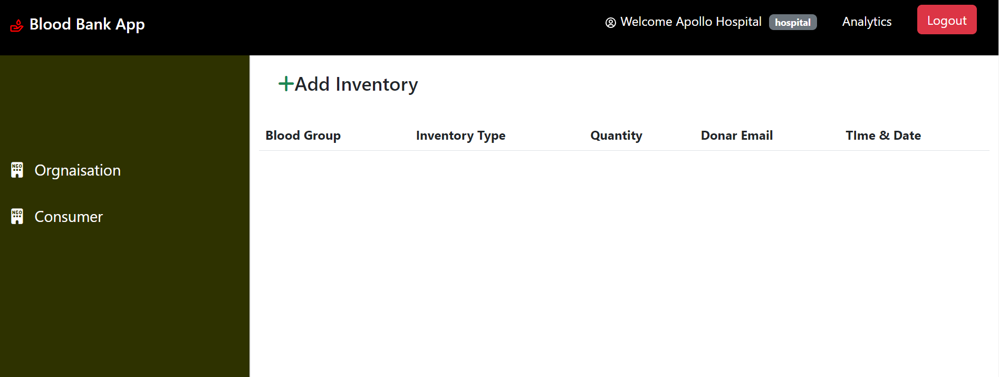 Blood Bank App
Welcome Apollo Hospital hospital Analytics Logout
Add Inventory
Blood Group Inventory Type Quantity Donar Email TIme & Date
NGO Orgnaisation
NGO Consumer